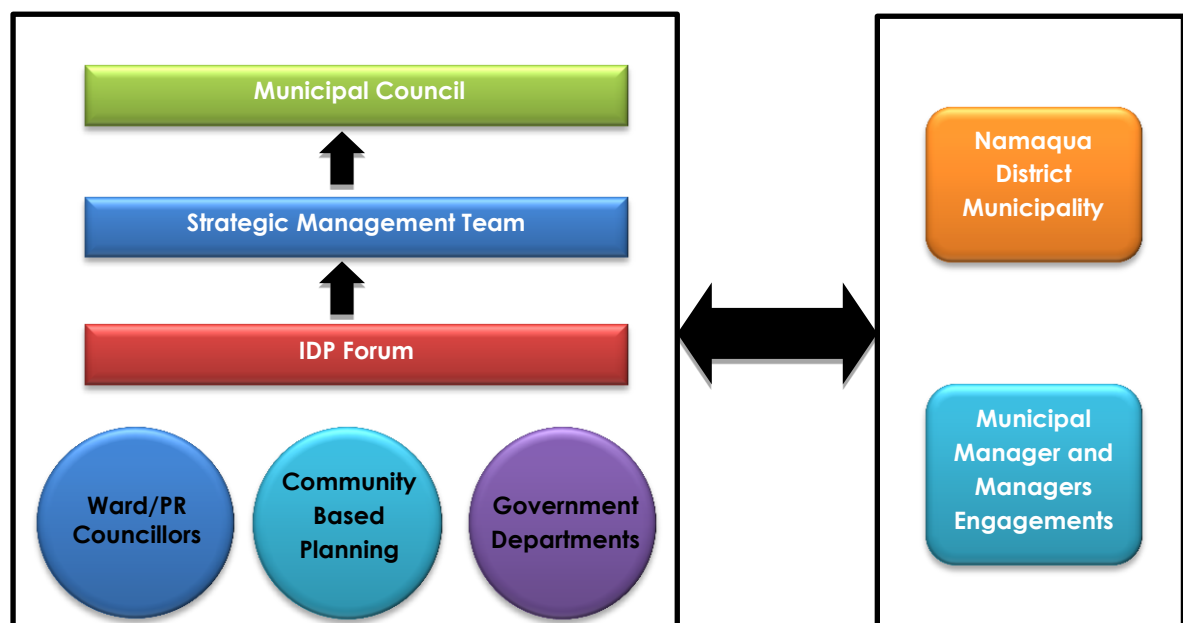 Municipal Council
Strategic Management Team
IDP Forum
Ward/PR
Councillors
Community
Based
Planning
Government
Departments
Namaqua
District
Municipality
Municipal
Manager and
Managers
Engagements